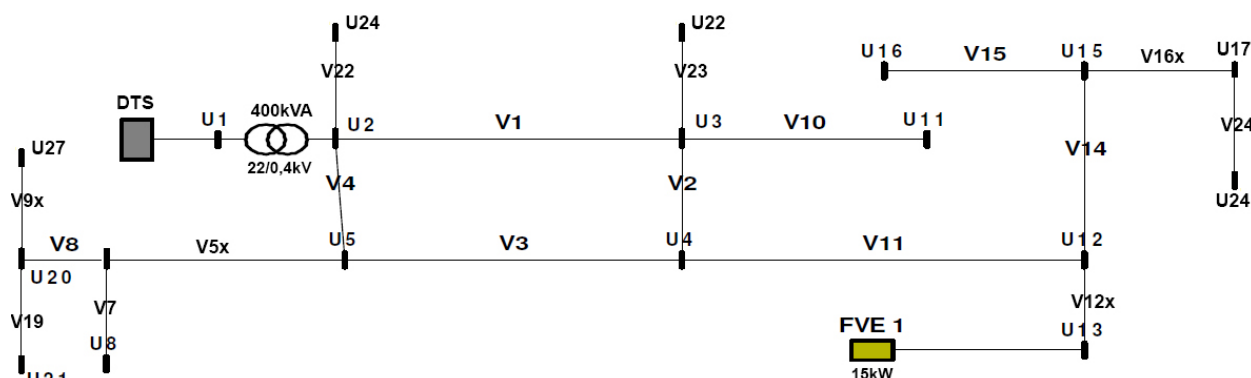 U24
U22
U16
V15
U15
V16x
U17
V22
V23
DTS
U1
400kVA
U2
V1
U3
V10
U11
V24
U27
22/0,4kV
V14
V4
V2
U24
V9x
V8
V5x
U5
V3
U4
V11
U12
U20
V7
V12x
V19
FVE 1
U13
U8
15kW
U21